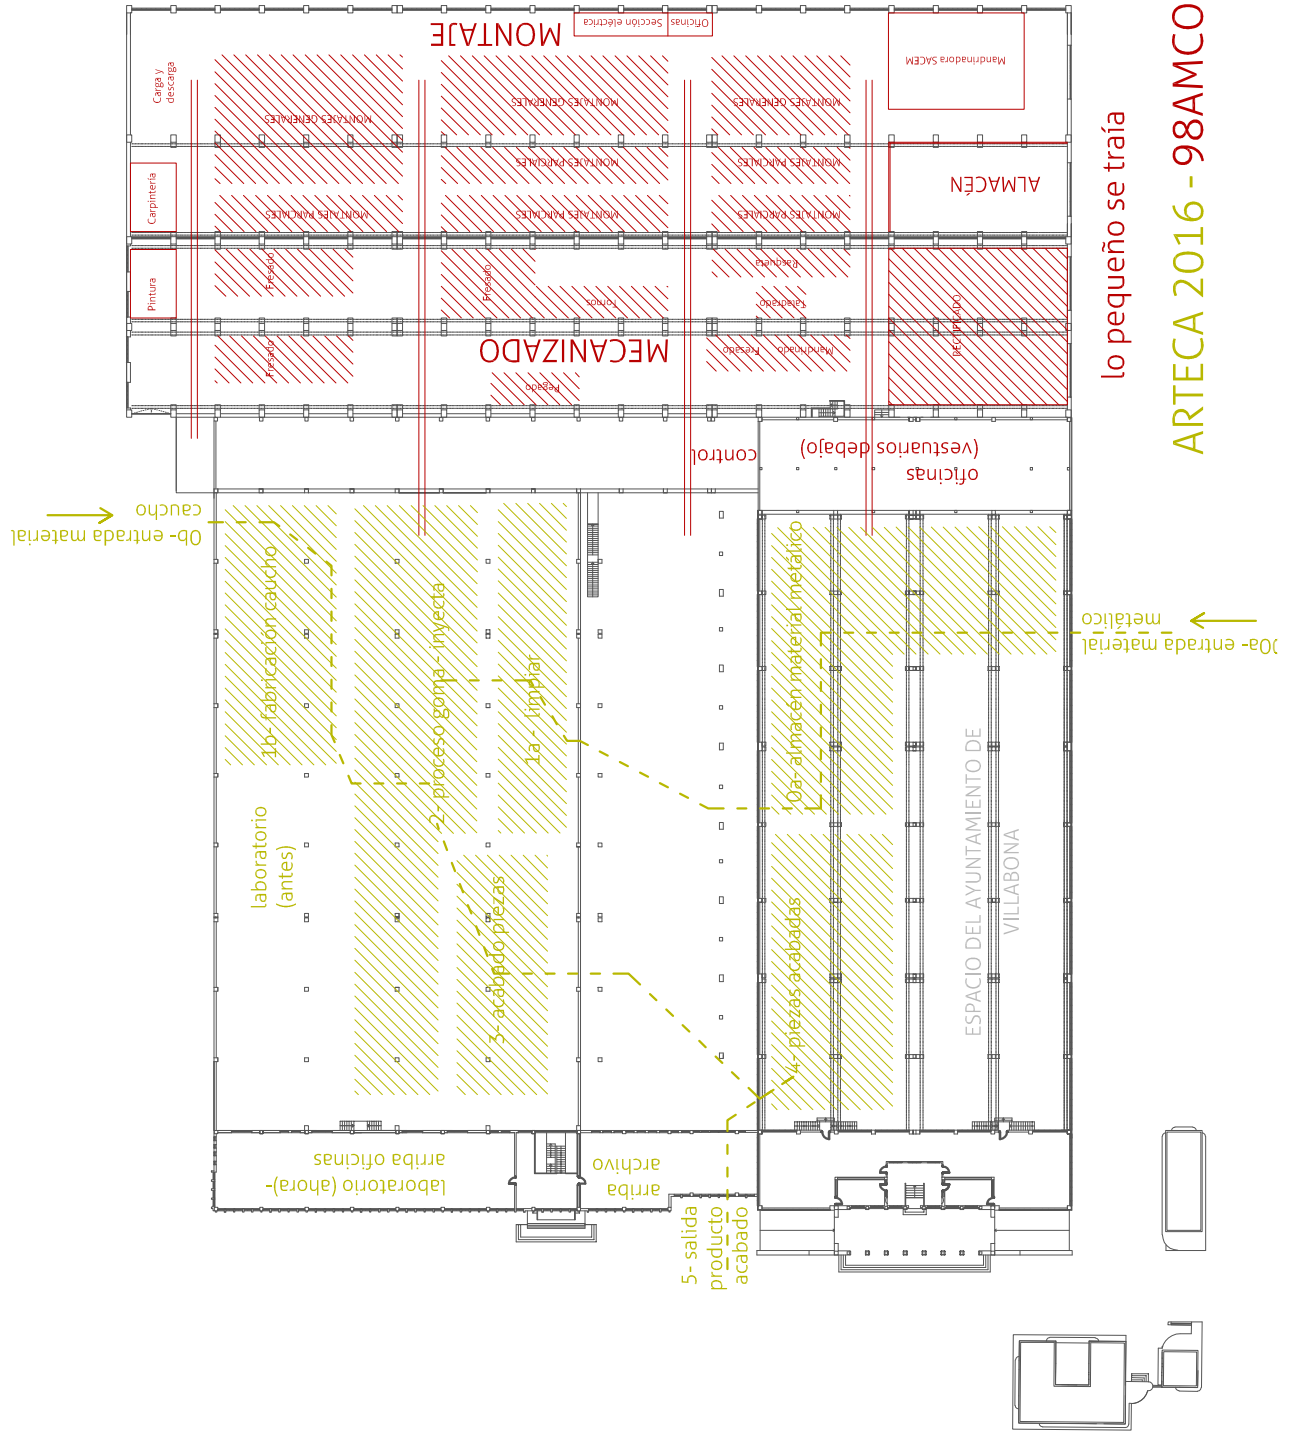 MONTAJE
Sección eléctrica
Oficinas
Mandrinadora SACEM
Carga y
descarga
MONTAJES GENERALES
MONTAJES GENERALES
MONTAJES GENERALES
MONTAJES PARCIALES
MONTAJES PARCIALES
ALMACÉN
Carpintería
MONTAJES PARCIALES
MONTAJES PARCIALES
MONTAJES PARCIALES
Pintura
Fresado
Fresado
Tornos
Rasqueta
Taladrado
RECTIFICADO
MECANIZADO
Fresado
Pegado
Fresado
Mandrinado
control
oficinas
(vestuarios debajo)
lo pequeño se traía
ARTECA 2016 - 98AMCO
0b- entrada material
caucho
1b- fabricación caucho
2- proceso goma - inyecta
1a - limpiar
0a- almacen material metálico
00a- entrada material
metálico
laboratorio
(antes)
3- acabado piezas
4- piezas acabadas
ESPACIO DEL AYUNTAMIENTO DE
VILLABONA
laboratorio (ahora)-
arriba oficinas
arriba
archivo
5- salida
producto
acabado